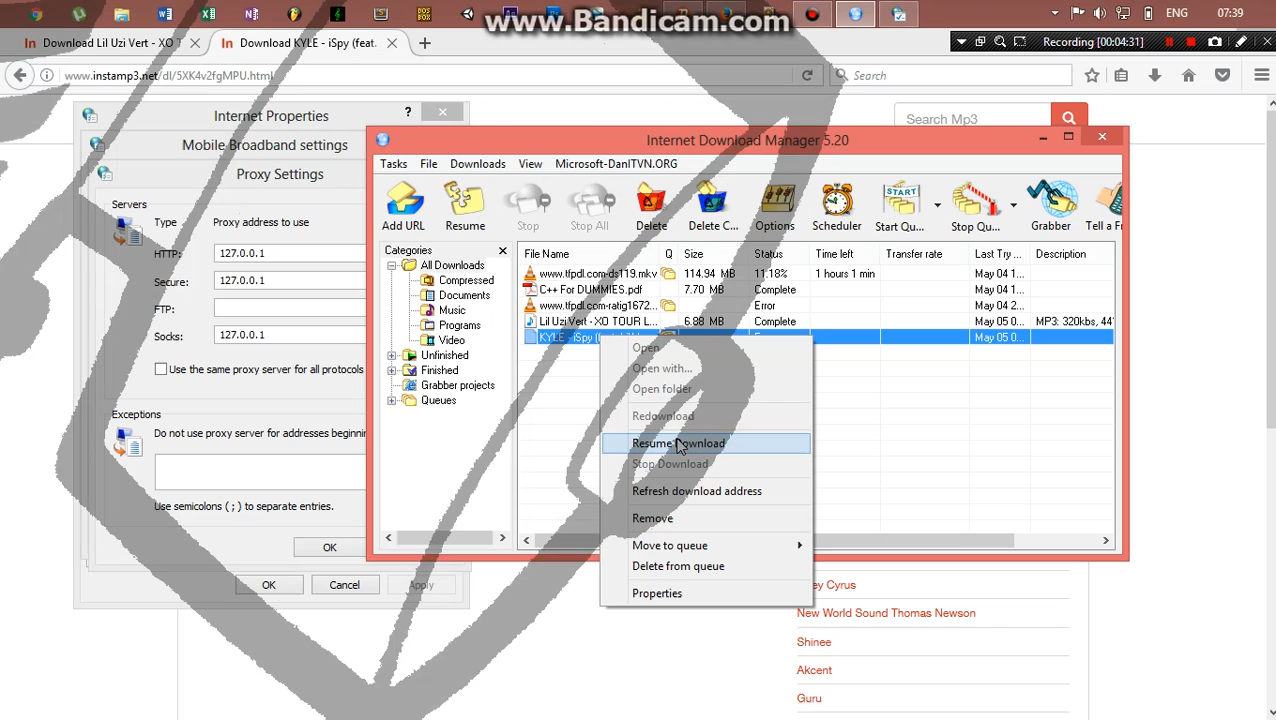 www.Bandicam.com
ENG
07:39
Download Lil Uzi Vert - XO T
Download KYLE - iSpy (feat.
Recording [00:04:31]
www.instamp3.net/dl/5XK4v2fgMPU.html
Search
Search Mp3
Internet Properties
?
Mobile Broadband settings
Proxy Settings
Servers
Type
Proxy address to use
HTTP:
127.0.0.1
Secure:
127.0.0.1
FTP:
Socks:
127.0.0.1
Use the same proxy server for all protocols
Exceptions
Do not use proxy server for addresses beginnin
Use semicolons ( ; ) to separate entries.
OK
OK
Cancel
Apply
Internet Download Manager 5.20
Tasks File Downloads View Microsoft-DanITVN.ORG
Add URL Resume Stop Stop All Delete Delete C... Options Scheduler Start Qu... Stop Qu... Grabber Tell a Fr
Categories
All Downloads
Compressed
Documents
Music
Programs
Video
Unfinished
Finished
Grabber projects
Queues
File Name Q Size Status Time left Transfer rate Last Try ... Description
www.tfpdl.com-ds119.mkv 114.94 MB 11.18% 1 hours 1 min May 04 1...
C++ For DUMMIES.pdf 7.70 MB Complete May 04 1...
www.tfpdl.com-ratig1672... Error May 04 2...
Lil Uzi Vert - XO TOUR L... 6.88 MB Complete May 05 0... MP3: 320kbs, 44
KYLE - iSpy (f May 05 0...
Open
Open with...
Open folder
Redownload
Resume Download
Stop Download
Refresh download address
Remove
Move to queue
Delete from queue
Properties
ey Cyrus
New World Sound Thomas Newson
Shinee
Akcent
Guru